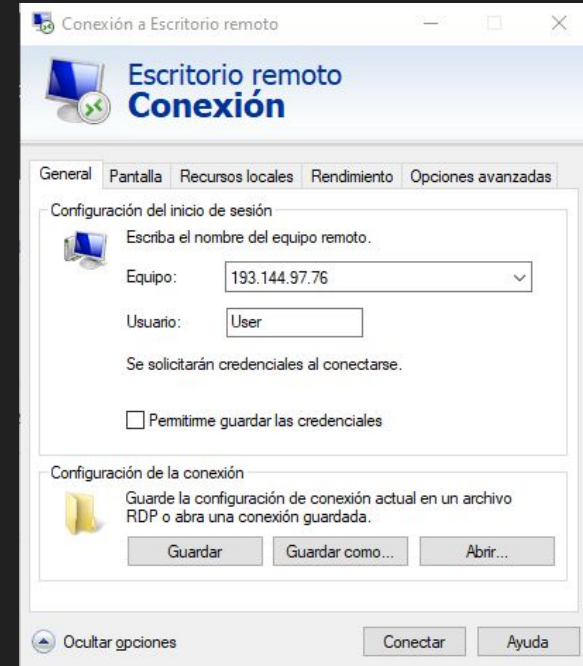 Conexión a Escritorio remoto
Escritorio remoto
Conexión
General Pantalla Recursos locales Rendimiento Opciones avanzadas
Configuración del inicio de sesión
Escriba el nombre del equipo remoto.
Equipo: 193.144.97.76
Usuario: User
Se solicitarán credenciales al conectarse.
Permitirme guardar las credenciales
Configuración de la conexión
Guarde la configuración de conexión actual en un archivo
RDP o abra una conexión guardada.
Guardar Guardar como... Abrir...
Ocultar opciones Conectar Ayuda